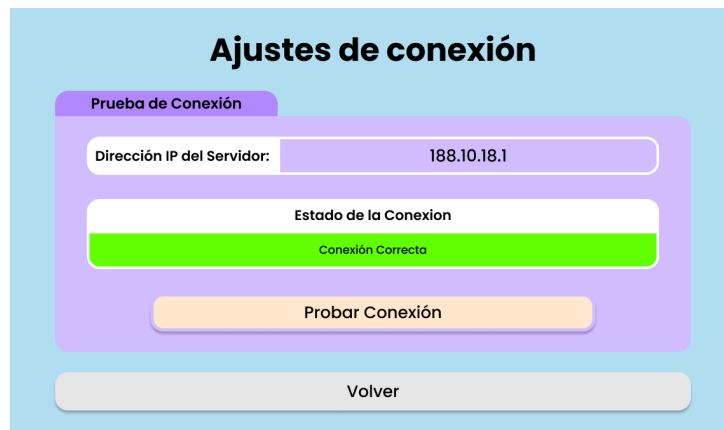 Ajustes de conexión
Prueba de Conexión
Dirección IP del Servidor: 188.10.18.1
Estado de la Conexion
Conexión Correcta
Probar Conexión
Volver